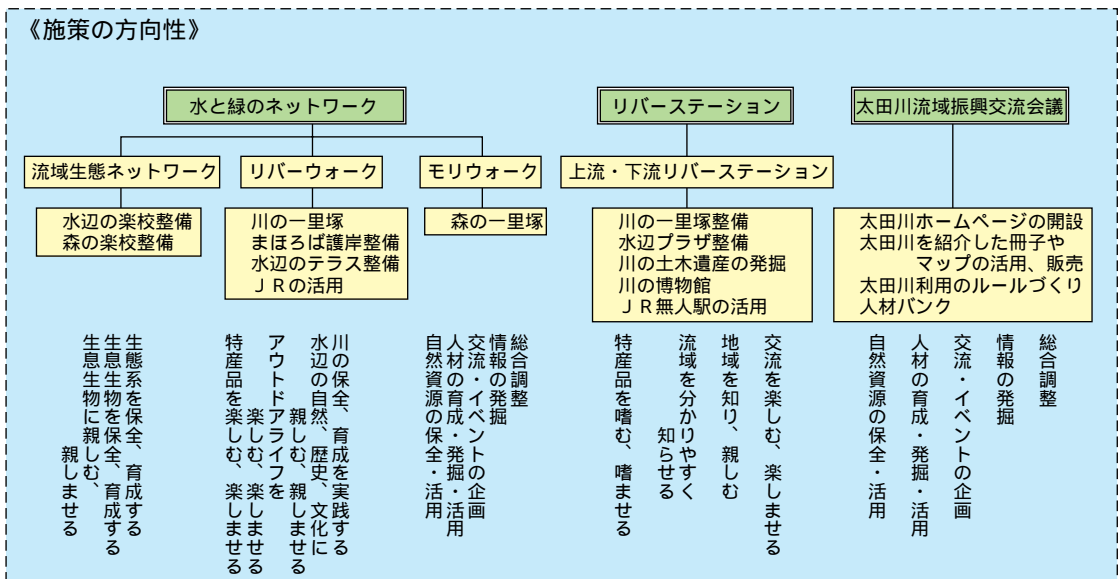 《施策の方向性》
水と緑のネットワーク
リバーステーション
太田川流域振興交流会議
流域生態ネットワーク
リバーウォーク
モリウォーク
上流・下流リバーステーション
水辺の楽校整備
森の楽校整備
川の一里塚
まほろば護岸整備
水辺のテラス整備
ＪＲの活用
森の一里塚
川の一里塚整備
水辺プラザ整備
川の土木遺産の発掘
川の博物館
ＪＲ無人駅の活用
太田川ホームページの開設
太田川を紹介した冊子や
マップの活用、販売
太田川利用のルールづくり
人材バンク
生態系を保全、育成する
生息生物を保全、育成する
生息生物に親しむ、
親しませる
川の保全、育成を実践する
水辺の自然、歴史、文化に
親しむ、親しませる
アウトドアライフを
楽しむ、楽しませる
特産品を楽しむ、楽しませる
総合調整
情報の発掘
交流・イベントの企画
人材の育成・発掘・活用
自然資源の保全・活用
交流を楽しむ、楽しませる
地域を知り、親しむ
流域を分かりやすく
知らせる
特産品を嗜む、嗜ませる
総合調整
情報の発掘
交流・イベントの企画
人材の育成・発掘・活用
自然資源の保全・活用